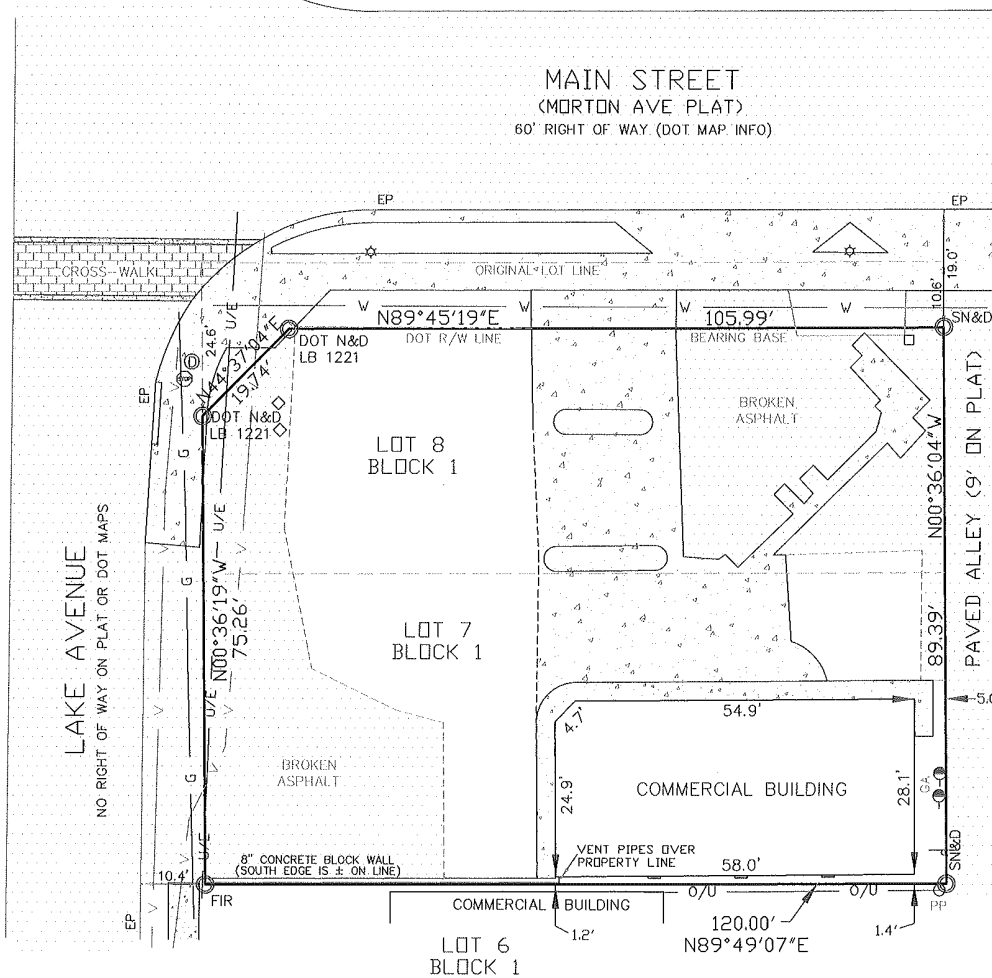 MAIN STREET
(MORTON AVE PLAT)
60' RIGHT OF WAY (DOT MAP INFO)
EP
EP
CROSS-WALK
ORIGINAL LOT LINE
19.0'
10.6'
U/E
24.6'
W
W
W
W
N89°45'19"E
105.99'
SN&D
DOT N&D
LB 1221
DOT R/W LINE
BEARING BASE
N44°37'04"E
19.74'
D
EP
DOT N&D
LB 1221
BROKEN
ASPHALT
LOT 8
BLOCK 1
G
U/E
G
N00°36'04"W
PAVED ALLEY (9' ON PLAT)
LAKE AVENUE
NO RIGHT OF WAY ON PLAT OR DOT MAPS
G
N00°36'19"W
75.26'
LOT 7
BLOCK 1
89.39'
U/E
54.9'
5.0
4.7'
BROKEN
ASPHALT
G
24.9'
COMMERCIAL BUILDING
28.1'
GA
U/E
8" CONCRETE BLOCK WALL
(SOUTH EDGE IS ± ON LINE)
VENT PIPES OVER
PROPERTY LINE
58.0'
SN&D
10.4'
FIR
O/U
O/U
PP
EP
COMMERCIAL BUILDING
120.00'
N89°49'07"E
1.2'
1.4'
LOT 6
BLOCK 1